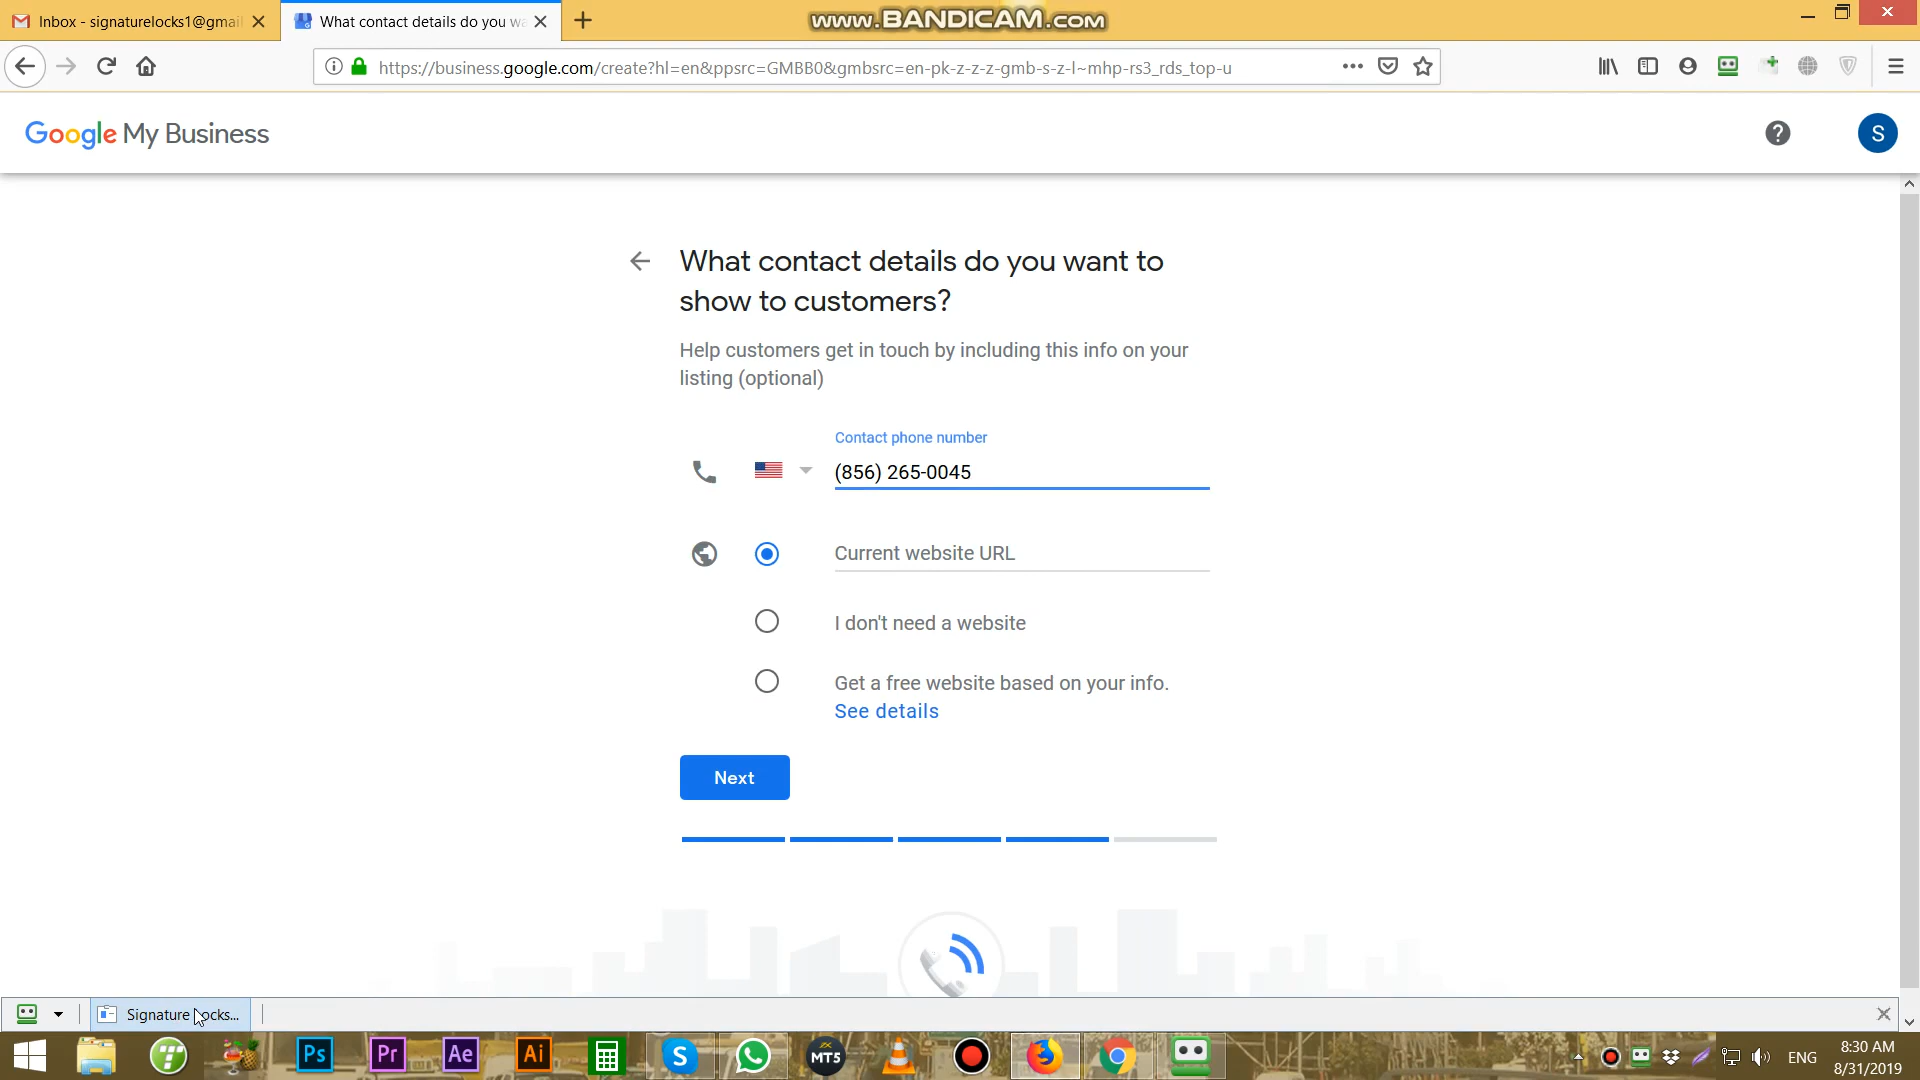 Inbox - signaturelocks1@gmail
What contact details do you wa
www.BANDICAM.com
https://business.google.com/create?hl=en&ppsrc=GMBB0&gmbsrc=en-pk-z-z-z-gmb-s-z-l~mhp-rs3_rds_top-u
Google My Business
S
What contact details do you want to
show to customers?
Help customers get in touch by including this info on your
listing (optional)
Contact phone number
(856) 265-0045
Current website URL
I don't need a website
Get a free website based on your info.
See details
Next
Signature Locks...
Ps
Pr
Ae
Ai
MT5
ENG
8:30 AM
8/31/2019